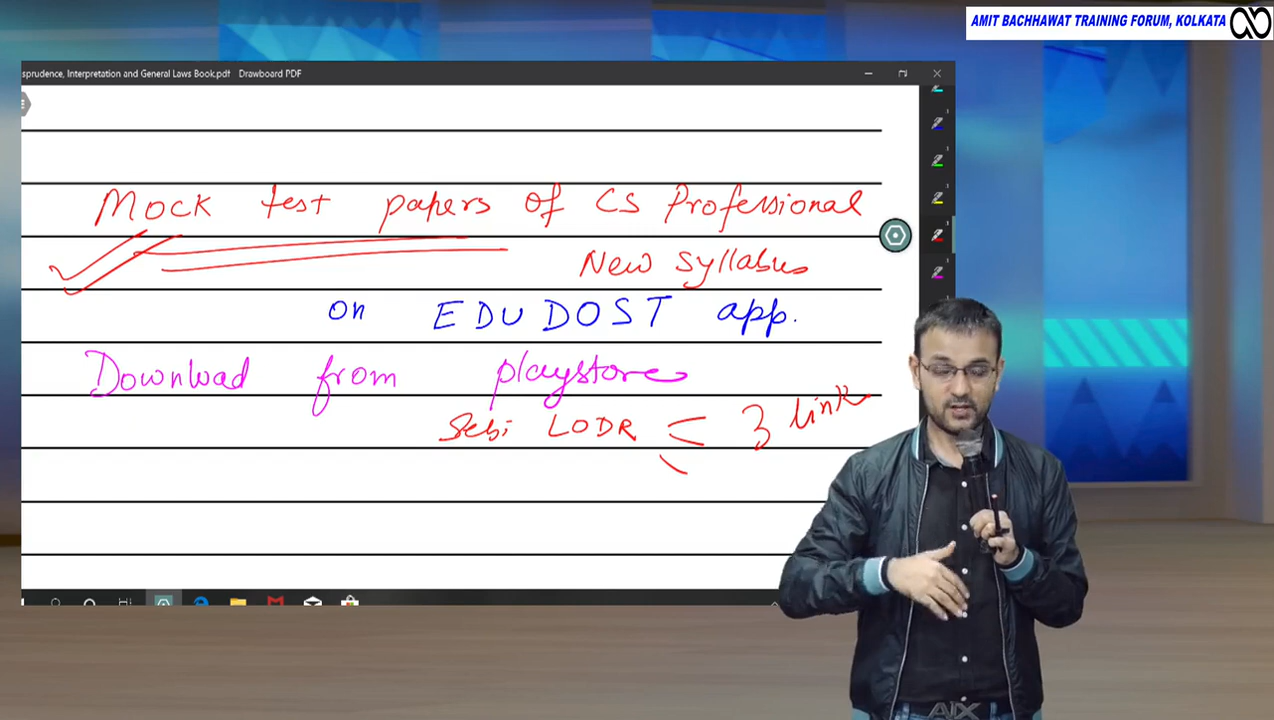 AMIT BACHHAWAT TRAINING FORUM, KOLKATA
sprudence, Interpretation and General Laws Book.pdf Drawboard PDF
Mock test papers of CS Professional
New Syllabus
on EDUDOST app.
Download from playstore
Sebi LODR 3 link